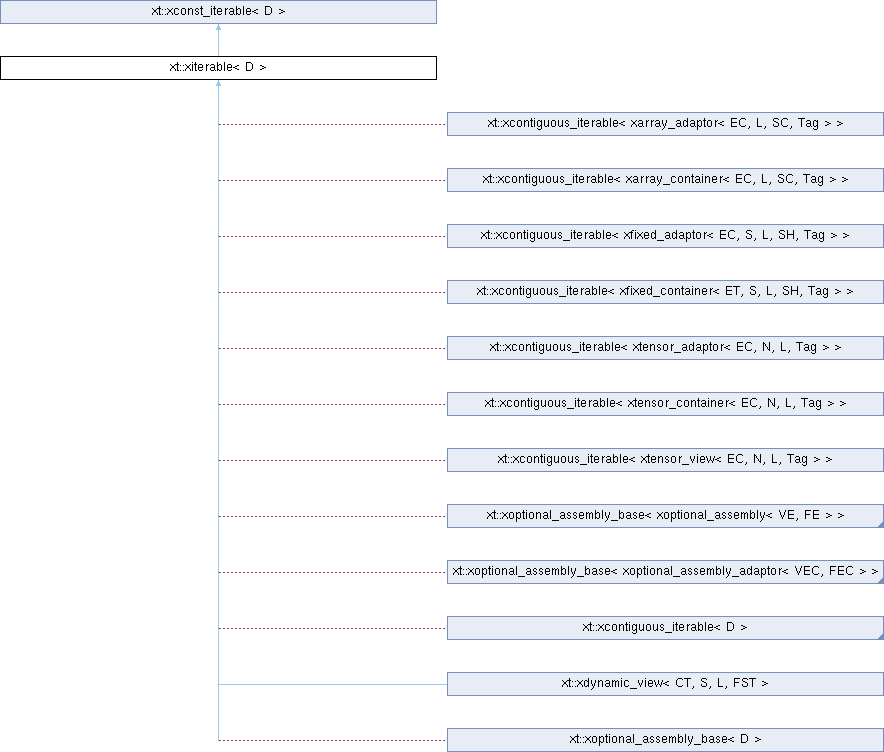 xt::xconst_iterable< D >
xt::xiterable< D >
xt::xcontiguous_iterable< xarray_adaptor< EC, L, SC, Tag > >
xt::xcontiguous_iterable< xarray_container< EC, L, SC, Tag > >
xt::xcontiguous_iterable< xfixed_adaptor< EC, S, L, SH, Tag > >
xt::xcontiguous_iterable< xfixed_container< ET, S, L, SH, Tag > >
xt::xcontiguous_iterable< xtensor_adaptor< EC, N, L, Tag > >
xt::xcontiguous_iterable< xtensor_container< EC, N, L, Tag > >
xt::xcontiguous_iterable< xtensor_view< EC, N, L, Tag > >
xt::xoptional_assembly_base< xoptional_assembly< VE, FE > >
xt::xoptional_assembly_base< xoptional_assembly_adaptor< VEC, FEC > >
xt::xcontiguous_iterable< D >
xt::xdynamic_view< CT, S, L, FST >
xt::xoptional_assembly_base< D >